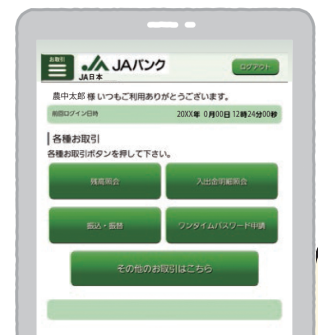 お取引
JAバンク
JA日本
ログアウト
農中太郎 様 いつもご利用ありがとうございます。
前回ログイン日時
20XX年 0月00日 12時24分00秒
各種お取引
各種お取引ボタンを押して下さい。
残高照会
入出金明細照会
振込・振替
ワンタイムパスワード申請
その他のお取引はこちら